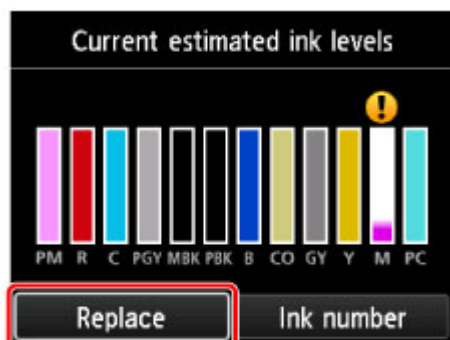 Current estimated ink levels
!
PM R C PGY MBK PBK B CO GY Y M PC
Replace Ink number